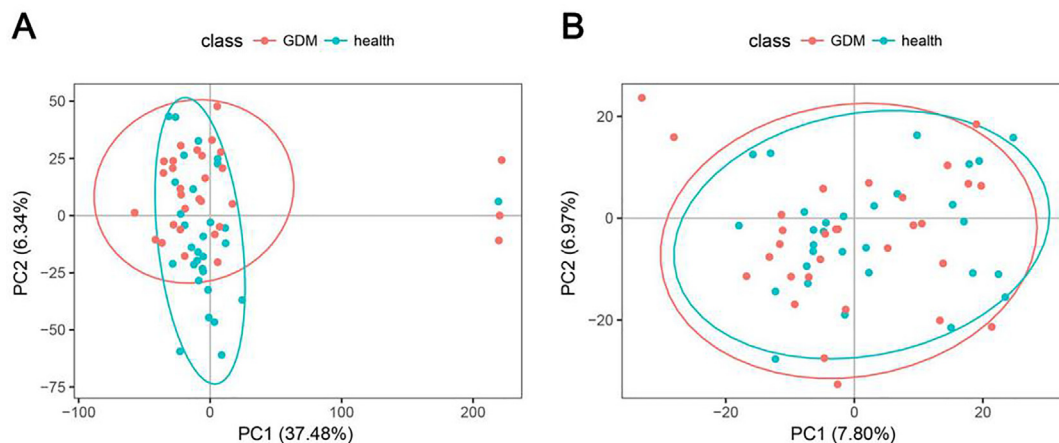 A
class GDM health
50
25
0
−25
−50
−75
PC2 (6.34%)
−100 0 100 200
PC1 (37.48%)
B
class GDM health
20
0
−20
PC2 (6.97%)
−20 0 20
PC1 (7.80%)